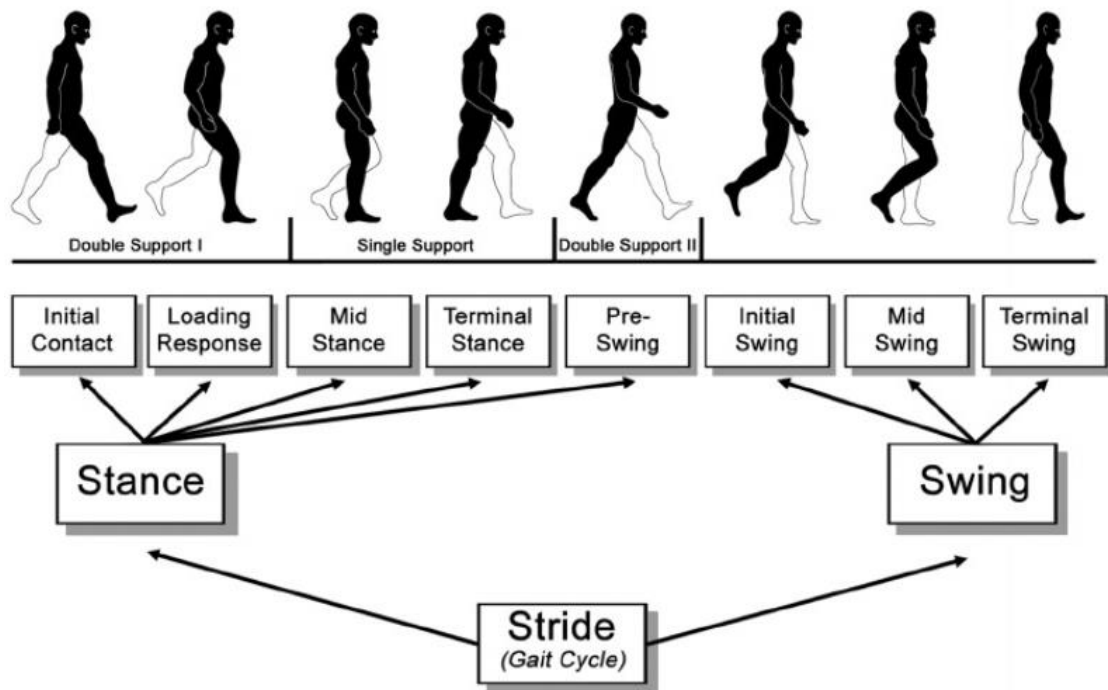 Double Support I
Single Support
Double Support II
Initial
Contact
Loading
Response
Mid
Stance
Terminal
Stance
Pre-
Swing
Initial
Swing
Mid
Swing
Terminal
Swing
Stance
Swing
Stride
(Gait Cycle)